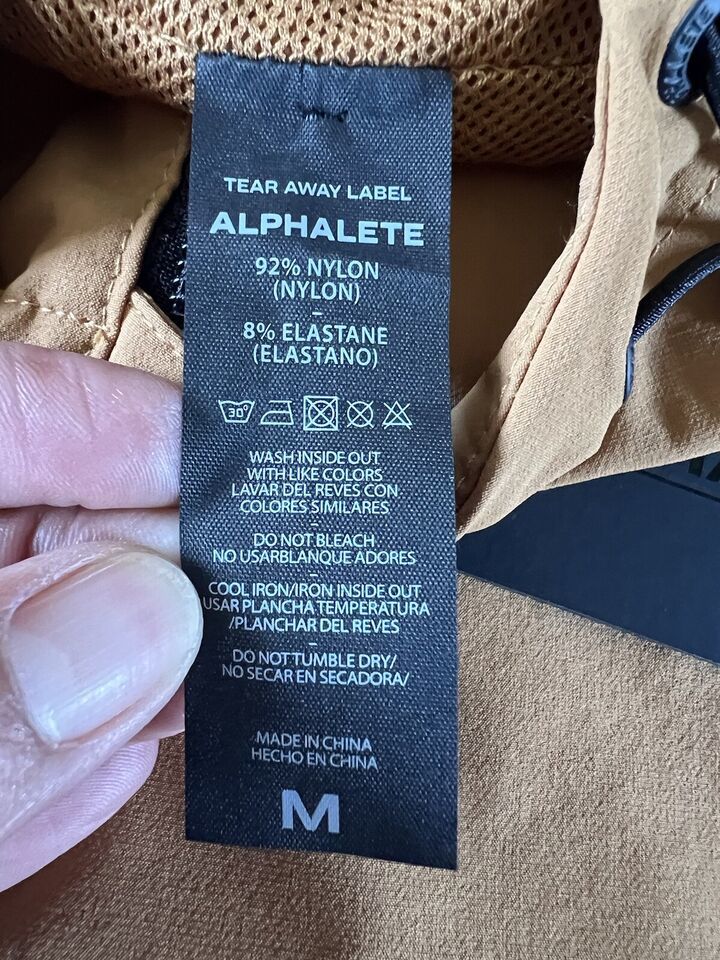 TEAR AWAY LABEL
ALPHALETE
92% NYLON
(NYLON)
–
8% ELASTANE
(ELASTANO)
30°
WASH INSIDE OUT
WITH LIKE COLORS
LAVAR DEL REVES CON
COLORES SIMILARES
–
DO NOT BLEACH
NO USARBLANQUE ADORES
–
COOL IRON/IRON INSIDE OUT
USAR PLANCHA TEMPERATURA
/PLANCHAR DEL REVES
–
DO NOT TUMBLE DRY/
NO SECAR EN SECADORA/
MADE IN CHINA
HECHO EN CHINA
M